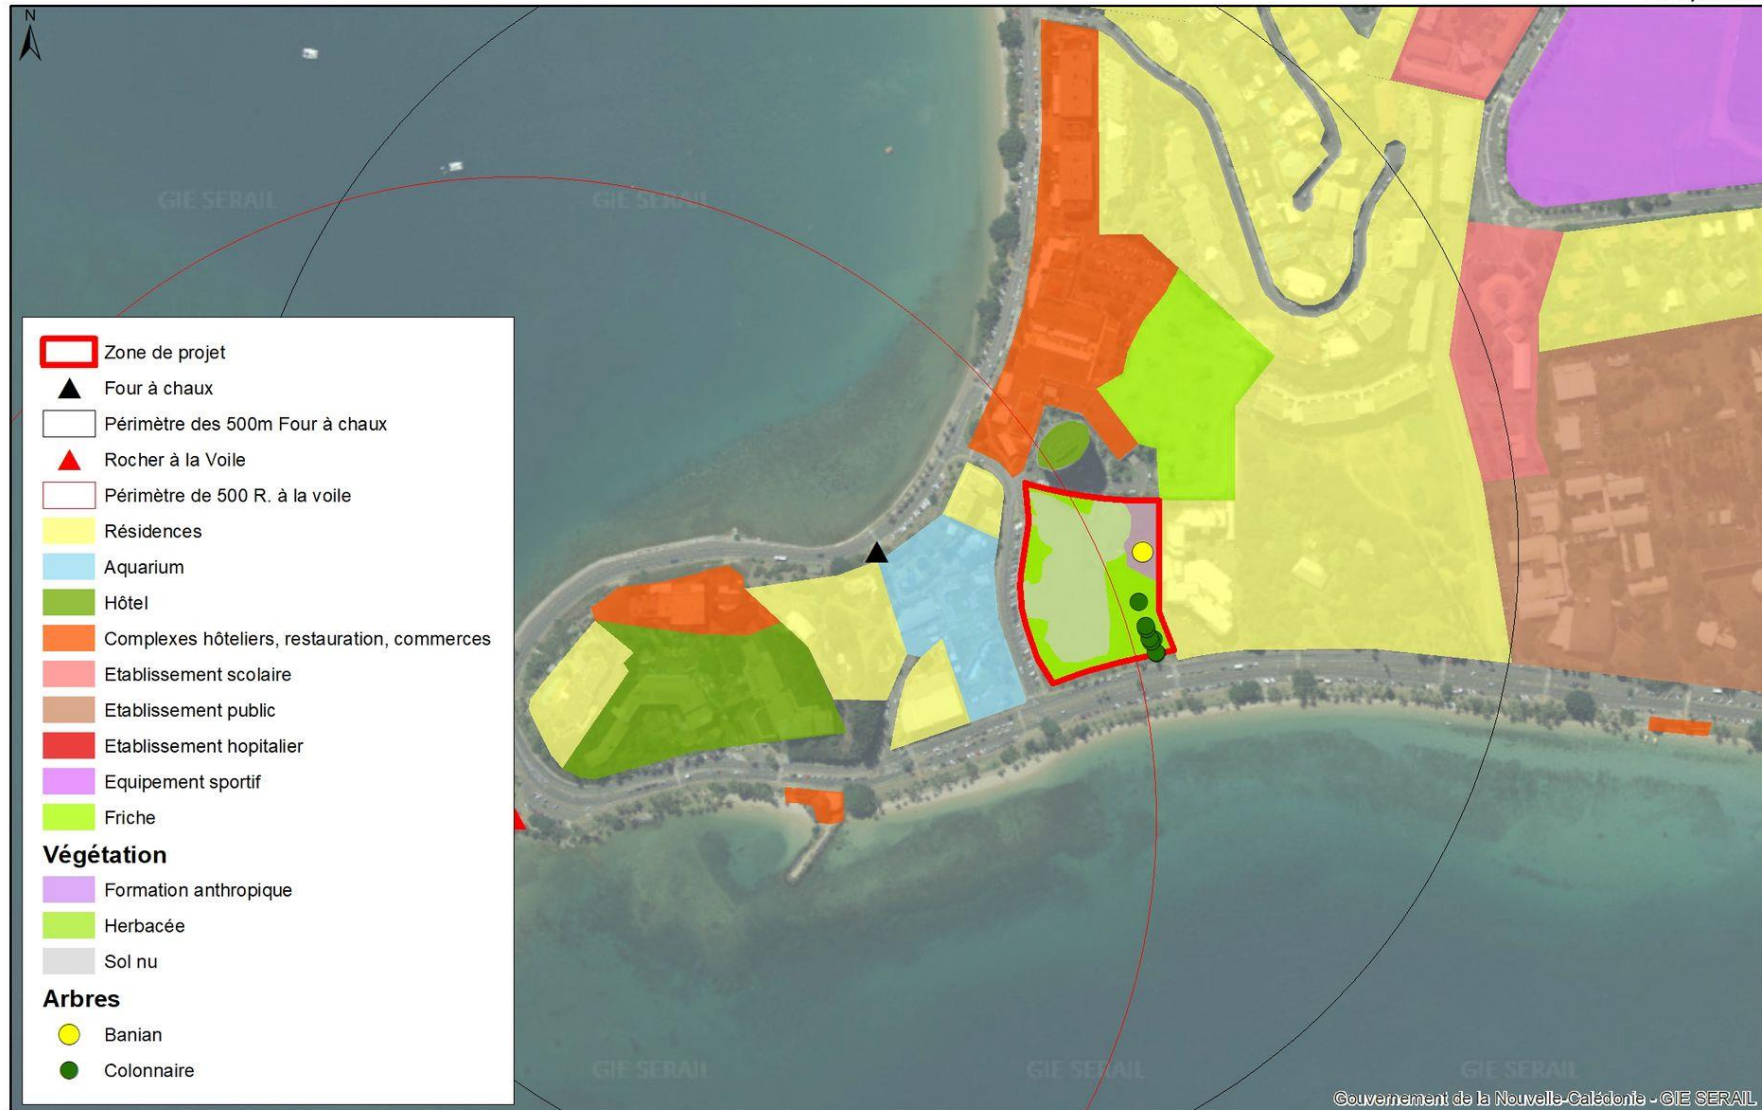 N
GIE SERAIL
GIE SERAIL
Zone de projet
Four à chaux
Périmètre des 500m Four à chaux
Rocher à la Voile
Périmètre de 500 R. à la voile
Résidences
Aquarium
Hôtel
Complexes hôteliers, restauration, commerces
Etablissement scolaire
Etablissement public
Etablissement hopitalier
Equipement sportif
Friche
Végétation
Formation anthropique
Herbacée
Sol nu
Arbres
Banian
Colonnaire
GIE SERAIL
GIE SERAIL
GIE SERAIL
Gouvernement de la Nouvelle-Calédonie - GIE SERAIL